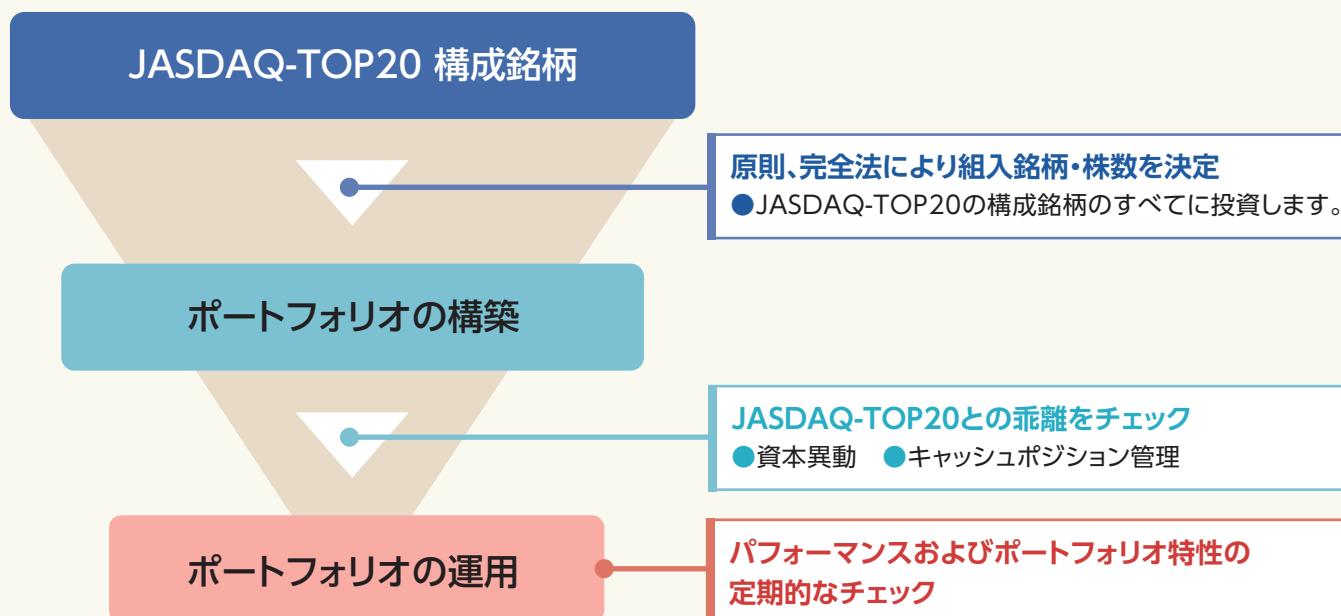 JASDAQ-TOP20 構成銘柄
原則、完全法により組入銘柄・株数を決定
●JASDAQ-TOP20の構成銘柄のすべてに投資します。
ポートフォリオの構築
JASDAQ-TOP20との乖離をチェック
●資本異動　●キャッシュポジション管理
ポートフォリオの運用
パフォーマンスおよびポートフォリオ特性の
定期的なチェック